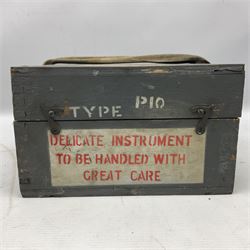 TYPE P10
DELICATE INSTRUMENT
TO BE HANDLED WITH
GREAT CARE